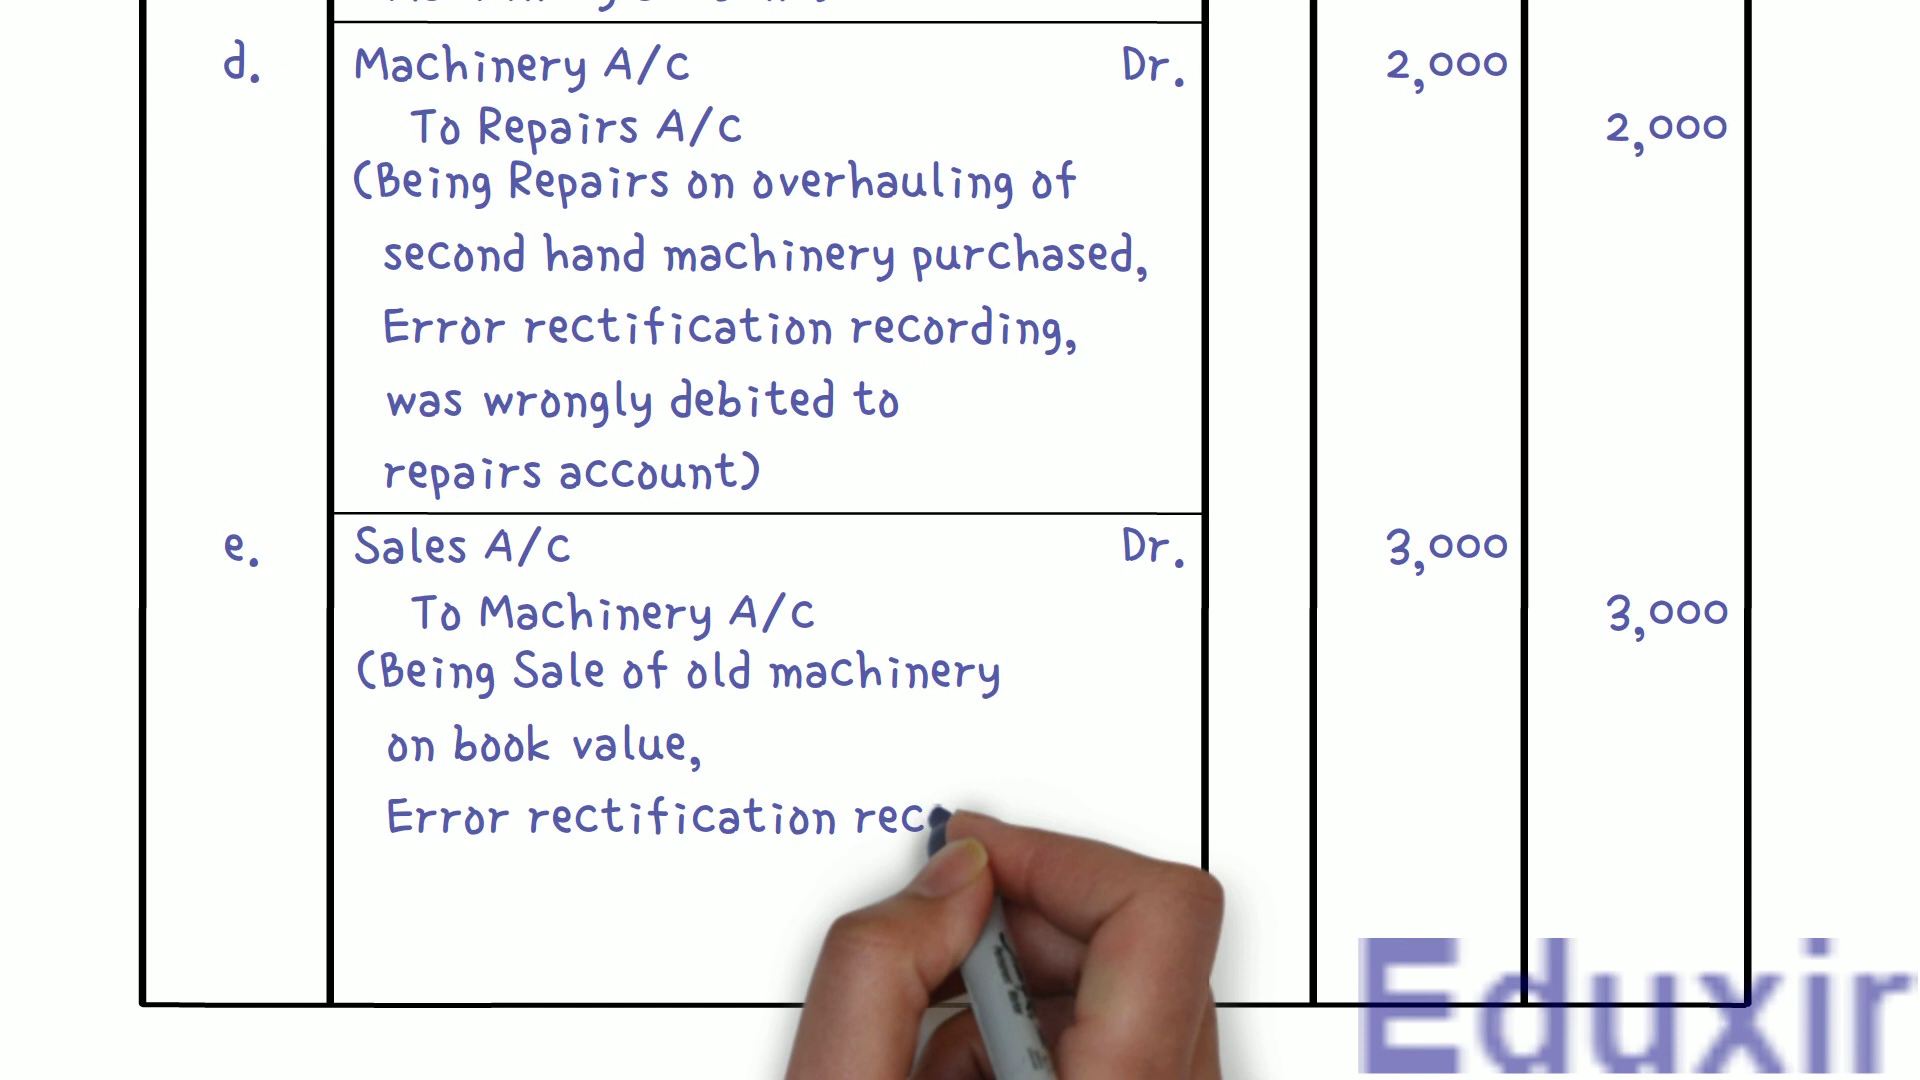 d. Machinery A/c Dr. 2,000
To Repairs A/c 2,000
(Being Repairs on overhauling of
second hand machinery purchased,
Error rectification recording,
was wrongly debited to
repairs account)
e. Sales A/c Dr. 3,000
To Machinery A/c 3,000
(Being Sale of old machinery
on book value,
Error rectification rec
Eduxir